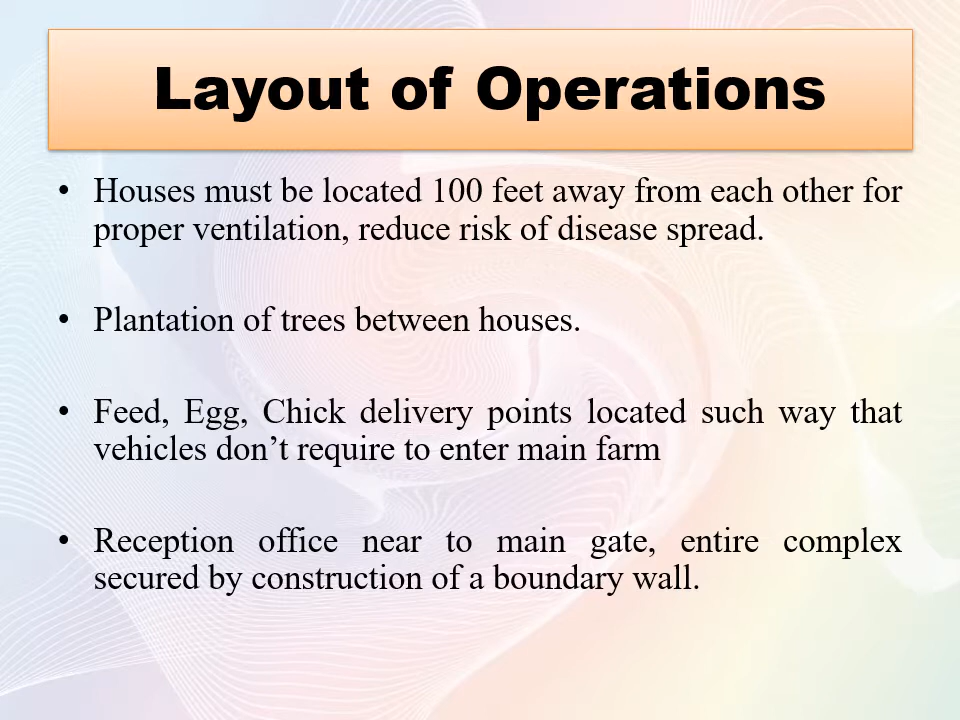 Layout of Operations
• Houses must be located 100 feet away from each other for
proper ventilation, reduce risk of disease spread.
• Plantation of trees between houses.
• Feed, Egg, Chick delivery points located such way that
vehicles don’t require to enter main farm
• Reception office near to main gate, entire complex
secured by construction of a boundary wall.